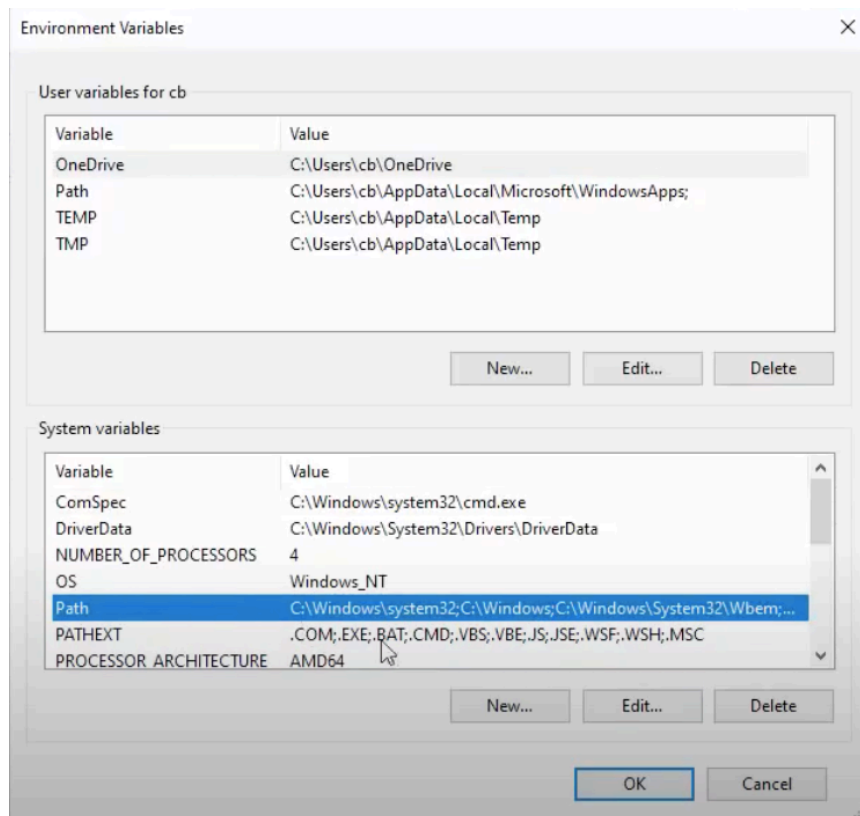 Environment Variables
User variables for cb
Variable Value
OneDrive C:\Users\cb\OneDrive
Path C:\Users\cb\AppData\Local\Microsoft\WindowsApps;
TEMP C:\Users\cb\AppData\Local\Temp
TMP C:\Users\cb\AppData\Local\Temp
New... Edit... Delete
System variables
Variable Value
ComSpec C:\Windows\system32\cmd.exe
DriverData C:\Windows\System32\Drivers\DriverData
NUMBER_OF_PROCESSORS 4
OS Windows_NT
Path C:\Windows\system32;C:\Windows;C:\Windows\System32\Wbem;...
PATHEXT .COM;.EXE;.BAT;.CMD;.VBS;.VBE;.JS;.JSE;.WSF;.WSH;.MSC
PROCESSOR_ARCHITECTURE AMD64
New... Edit... Delete
OK Cancel